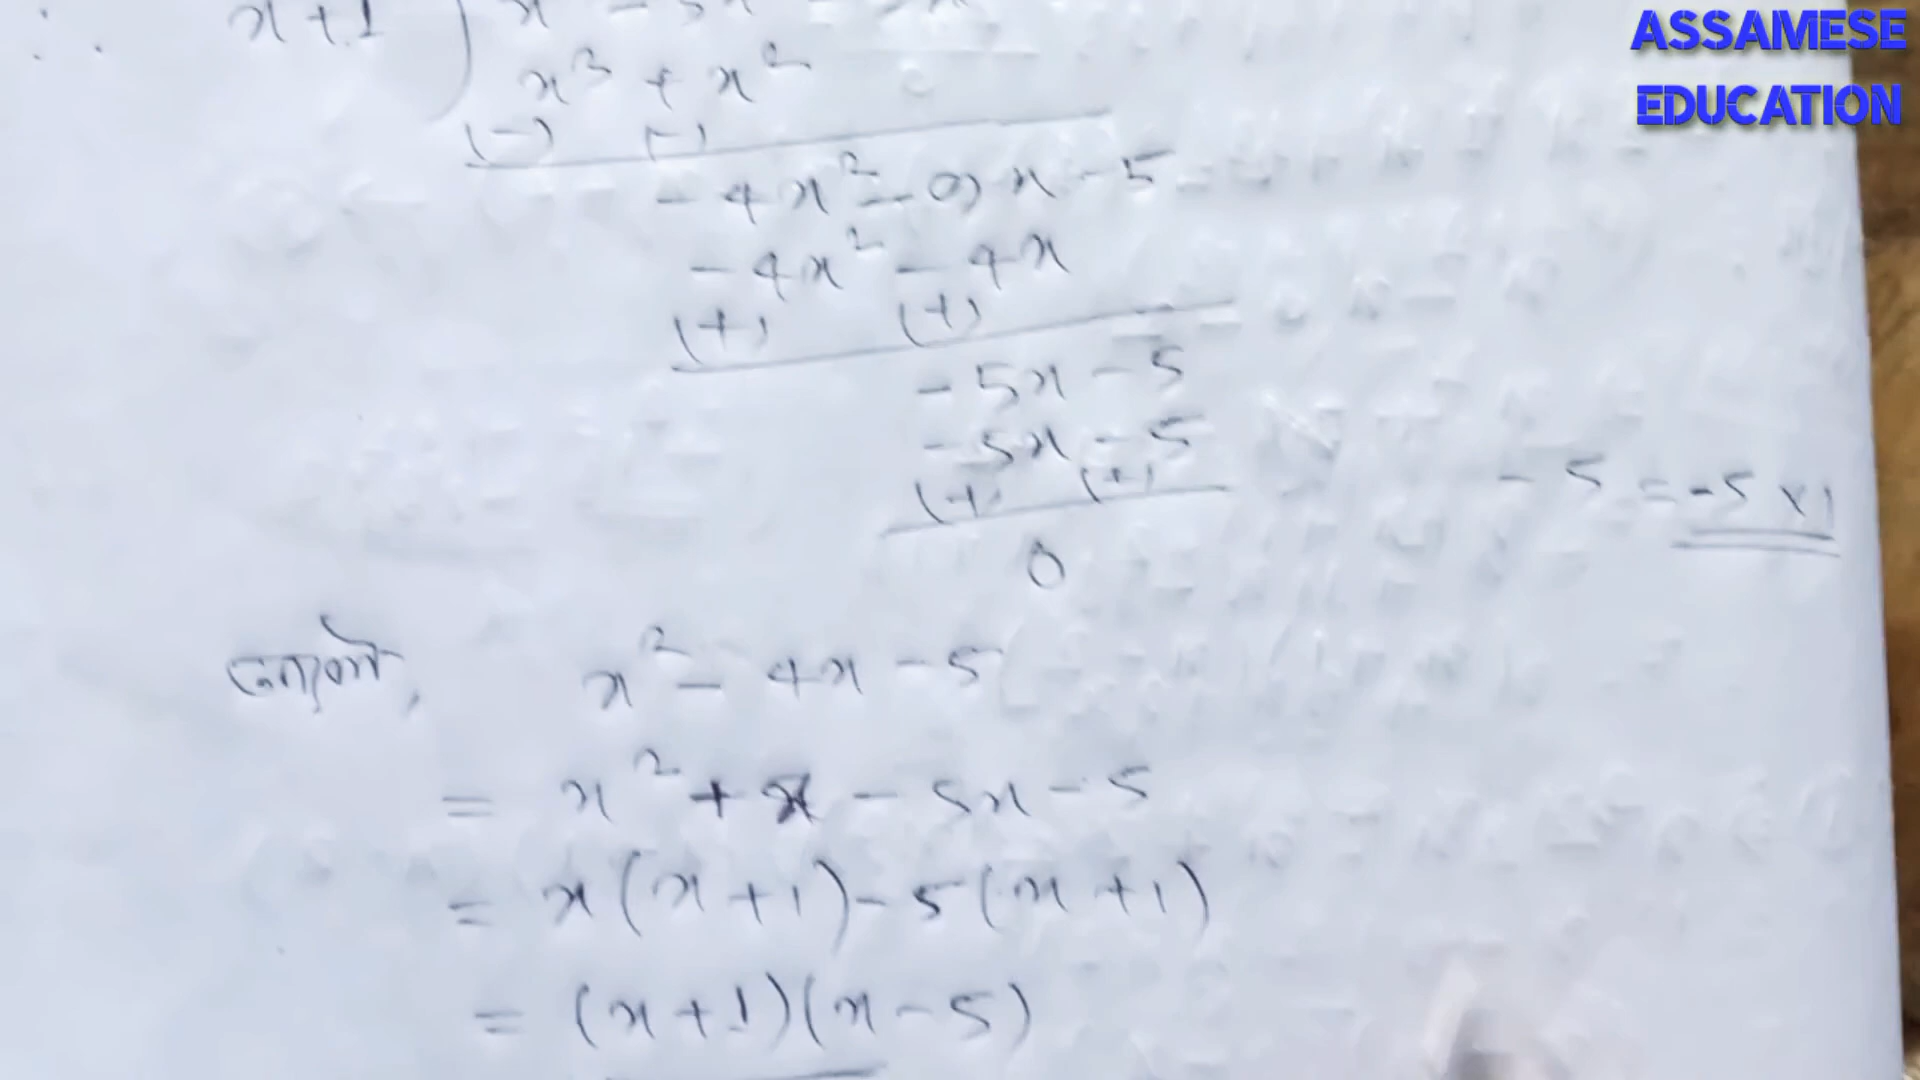 ASSAMESE
EDUCATION
∴ x+1 )
x³ + x²
(-) (-)
- 4x² - 9x - 5
- 4x² - 4x
(+) (+)
- 5x - 5
- 5x - 5
(+) (+)
- 5 = -5 × 1
0
x² - 4x - 5
= x² + x - 5x - 5
= x(x+1) - 5(x+1)
= (x+1)(x-5)